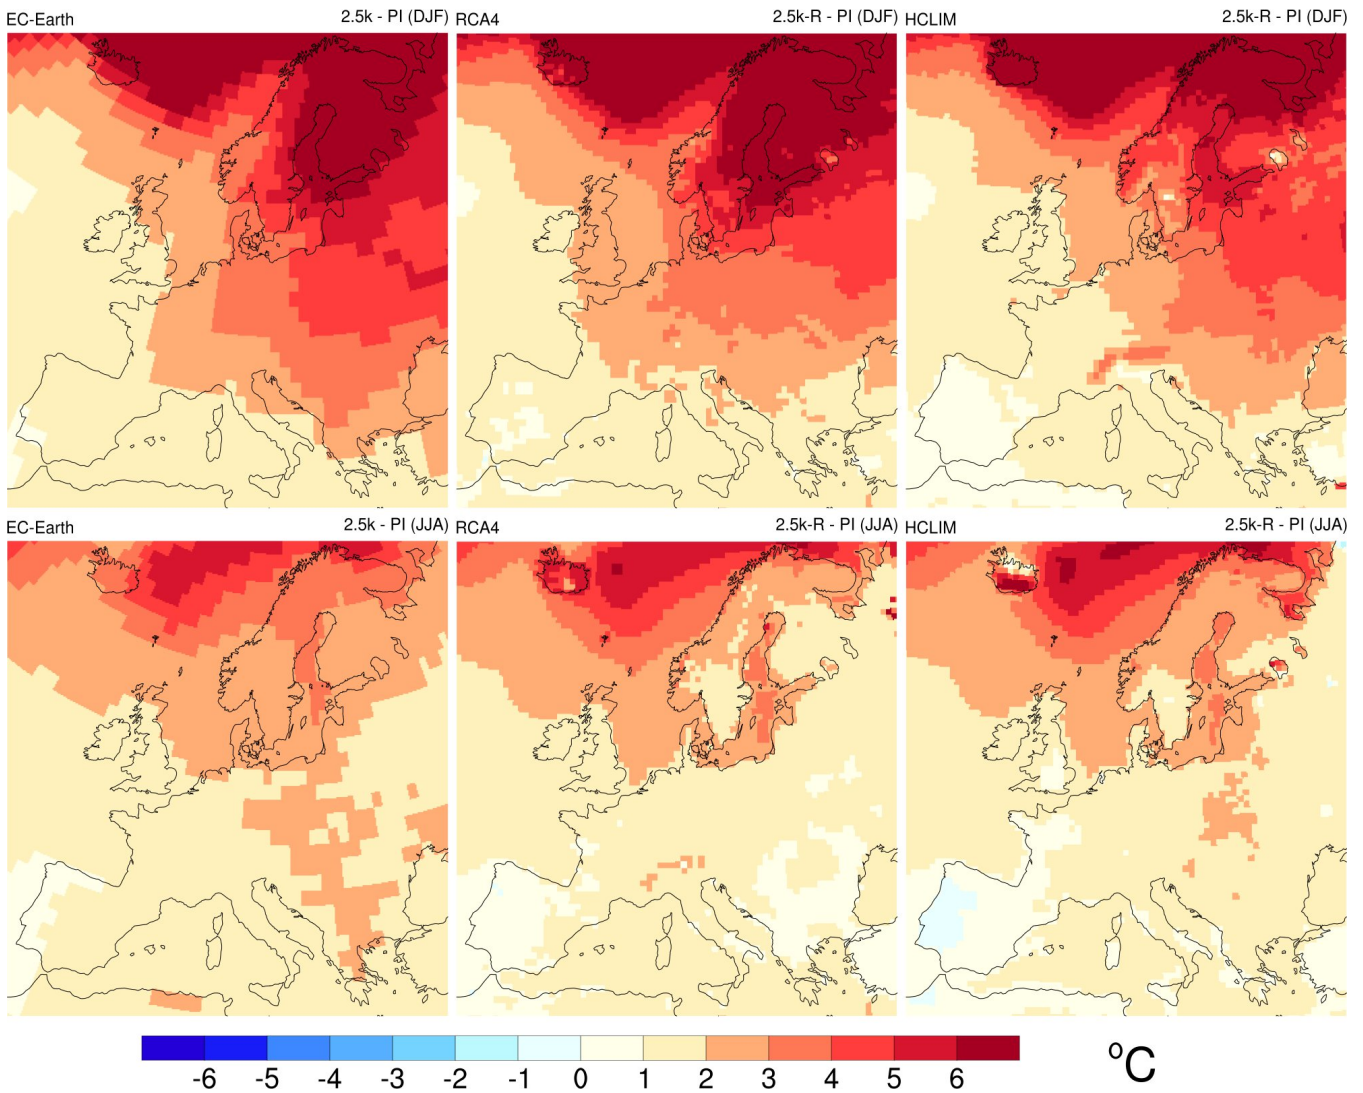 EC-Earth 2.5k - PI (DJF) RCA4 2.5k-R - PI (DJF) HCLIM 2.5k-R - PI (DJF)
EC-Earth 2.5k - PI (JJA) RCA4 2.5k-R - PI (JJA) HCLIM 2.5k-R - PI (JJA)
-6 -5 -4 -3 -2 -1 0 1 2 3 4 5 6 °C